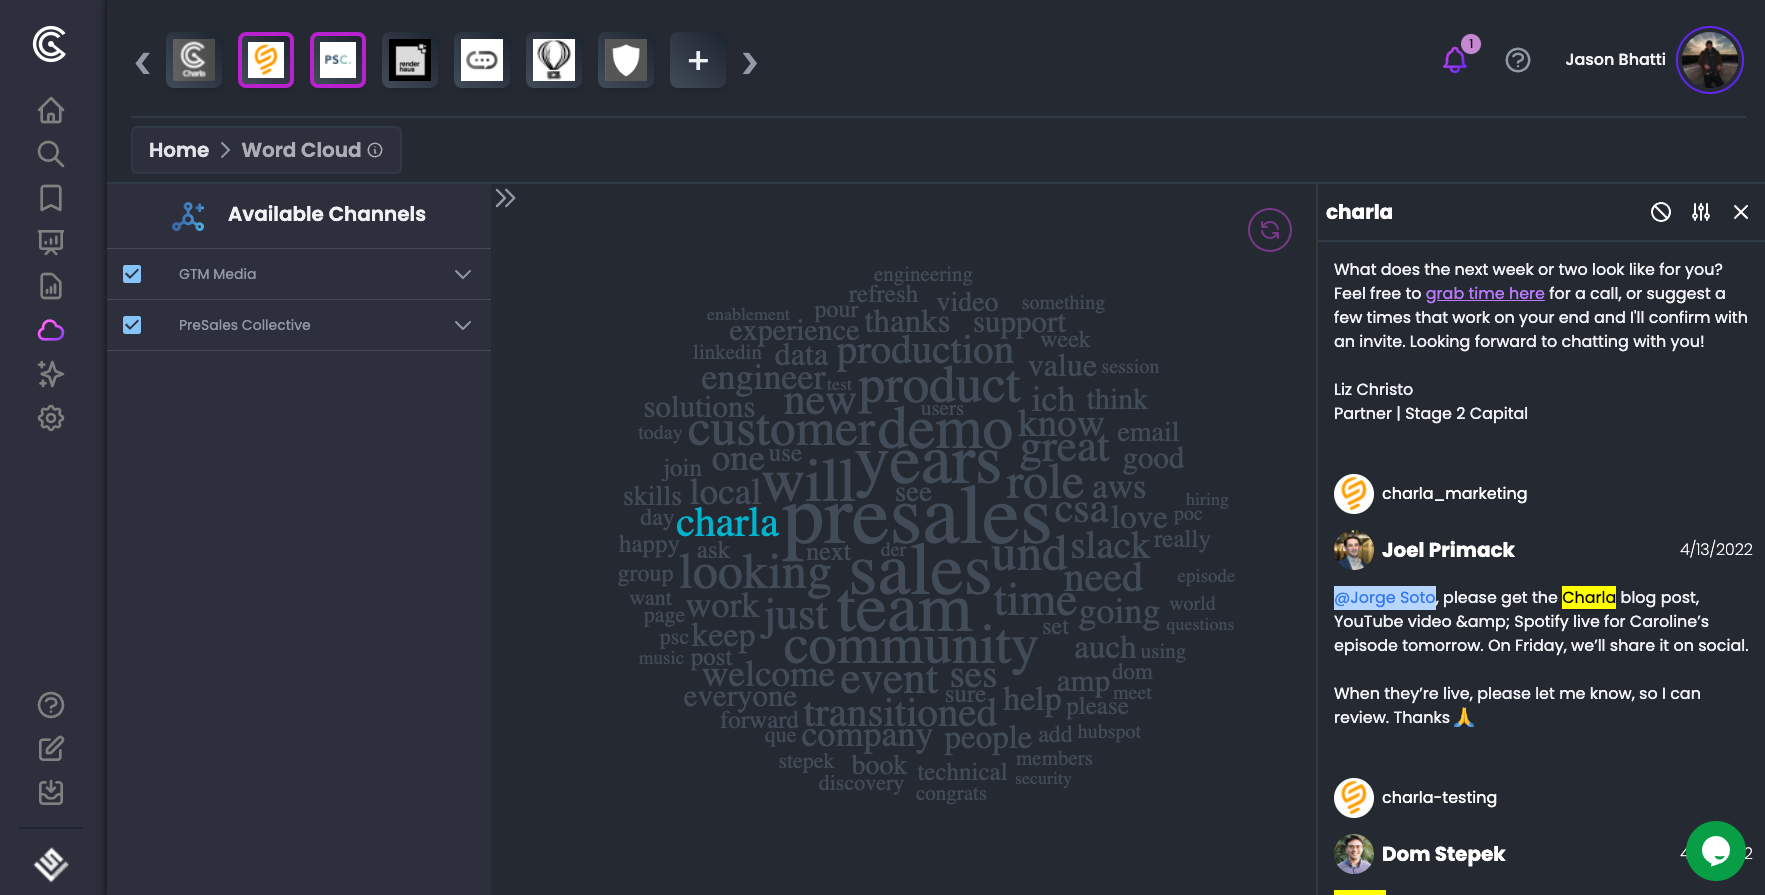 Charla
PSC.
render
haus
1
Jason Bhatti
Home
Word Cloud
Available Channels
GTM Media
PreSales Collective
engineering
refresh
video
something
enablement
pour
thanks
support
experience
week
linkedin
data
production
value
session
engineer
test
product
new
users
ich
think
solutions
customer
demo
know
email
today
great
one
use
years
good
join
will
see
role
aws
skills
local
hiring
day
charla
presales
csa
love
poc
happy
ask
next
der
und
slack
really
group
looking
sales
need
episode
want
work
just
team
time
going
world
page
questions
psc
keep
community
set
auch
using
music
post
welcome
event
ses
amp
dom
everyone
sure
help
please
meet
forward
transitioned
que
company
people
add
hubspot
stepek
book
technical
members
discovery
security
congrats
charla
What does the next week or two look like for you?
Feel free to grab time here for a call, or suggest a
few times that work on your end and I'll confirm with
an invite. Looking forward to chatting with you!
Liz Christo
Partner | Stage 2 Capital
charla_marketing
Joel Primack
4/13/2022
@Jorge Soto, please get the Charla blog post,
YouTube video &amp; Spotify live for Caroline’s
episode tomorrow. On Friday, we’ll share it on social.
When they’re live, please let me know, so I can
review. Thanks 🙏
charla-testing
Dom Stepek